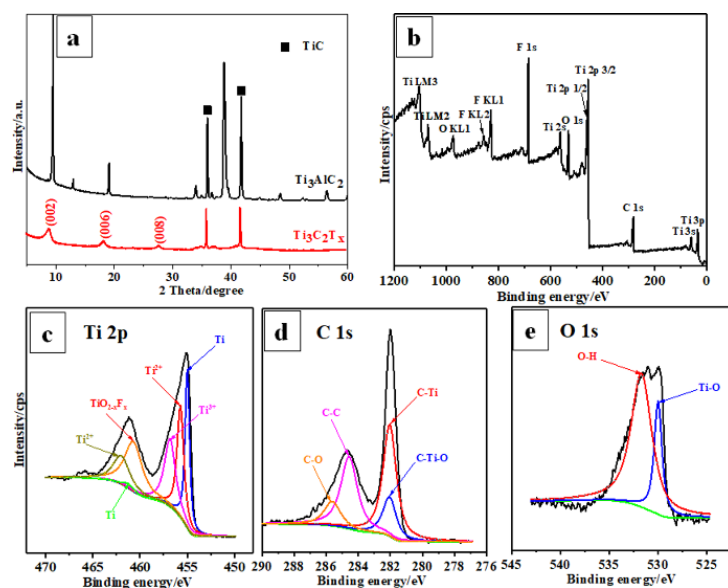 a
■ TiC
Intensity/a.u.
Ti₃AlC₂
(002)
(006)
(008)
Ti₃C₂Tₓ
10 20 30 40 50 60
2 Theta/degree
b
Intensity/cps
F 1s
Ti 2p 3/2
Ti 2p 1/2
Ti LM3
F KL1
F KL2
O 1s
Ti LM2
O KL1
Ti 2s
C 1s
Ti 3p
Ti 3s
1200 1000 800 600 400 200 0
Binding energy/eV
c Ti 2p
Intensity/cps
Ti
Ti²⁺
TiO₂₋ₓFₓ
Ti³⁺
Ti²⁺
Ti
470 465 460 455 450
Binding energy/eV
d C 1s
C-Ti
C-C
C-O
C-Ti-O
290 288 286 284 282 280 278 276
Binding energy/eV
e O 1s
O-H
Ti-O
Intensity/cps
545 540 535 530 525
Binding energy/eV